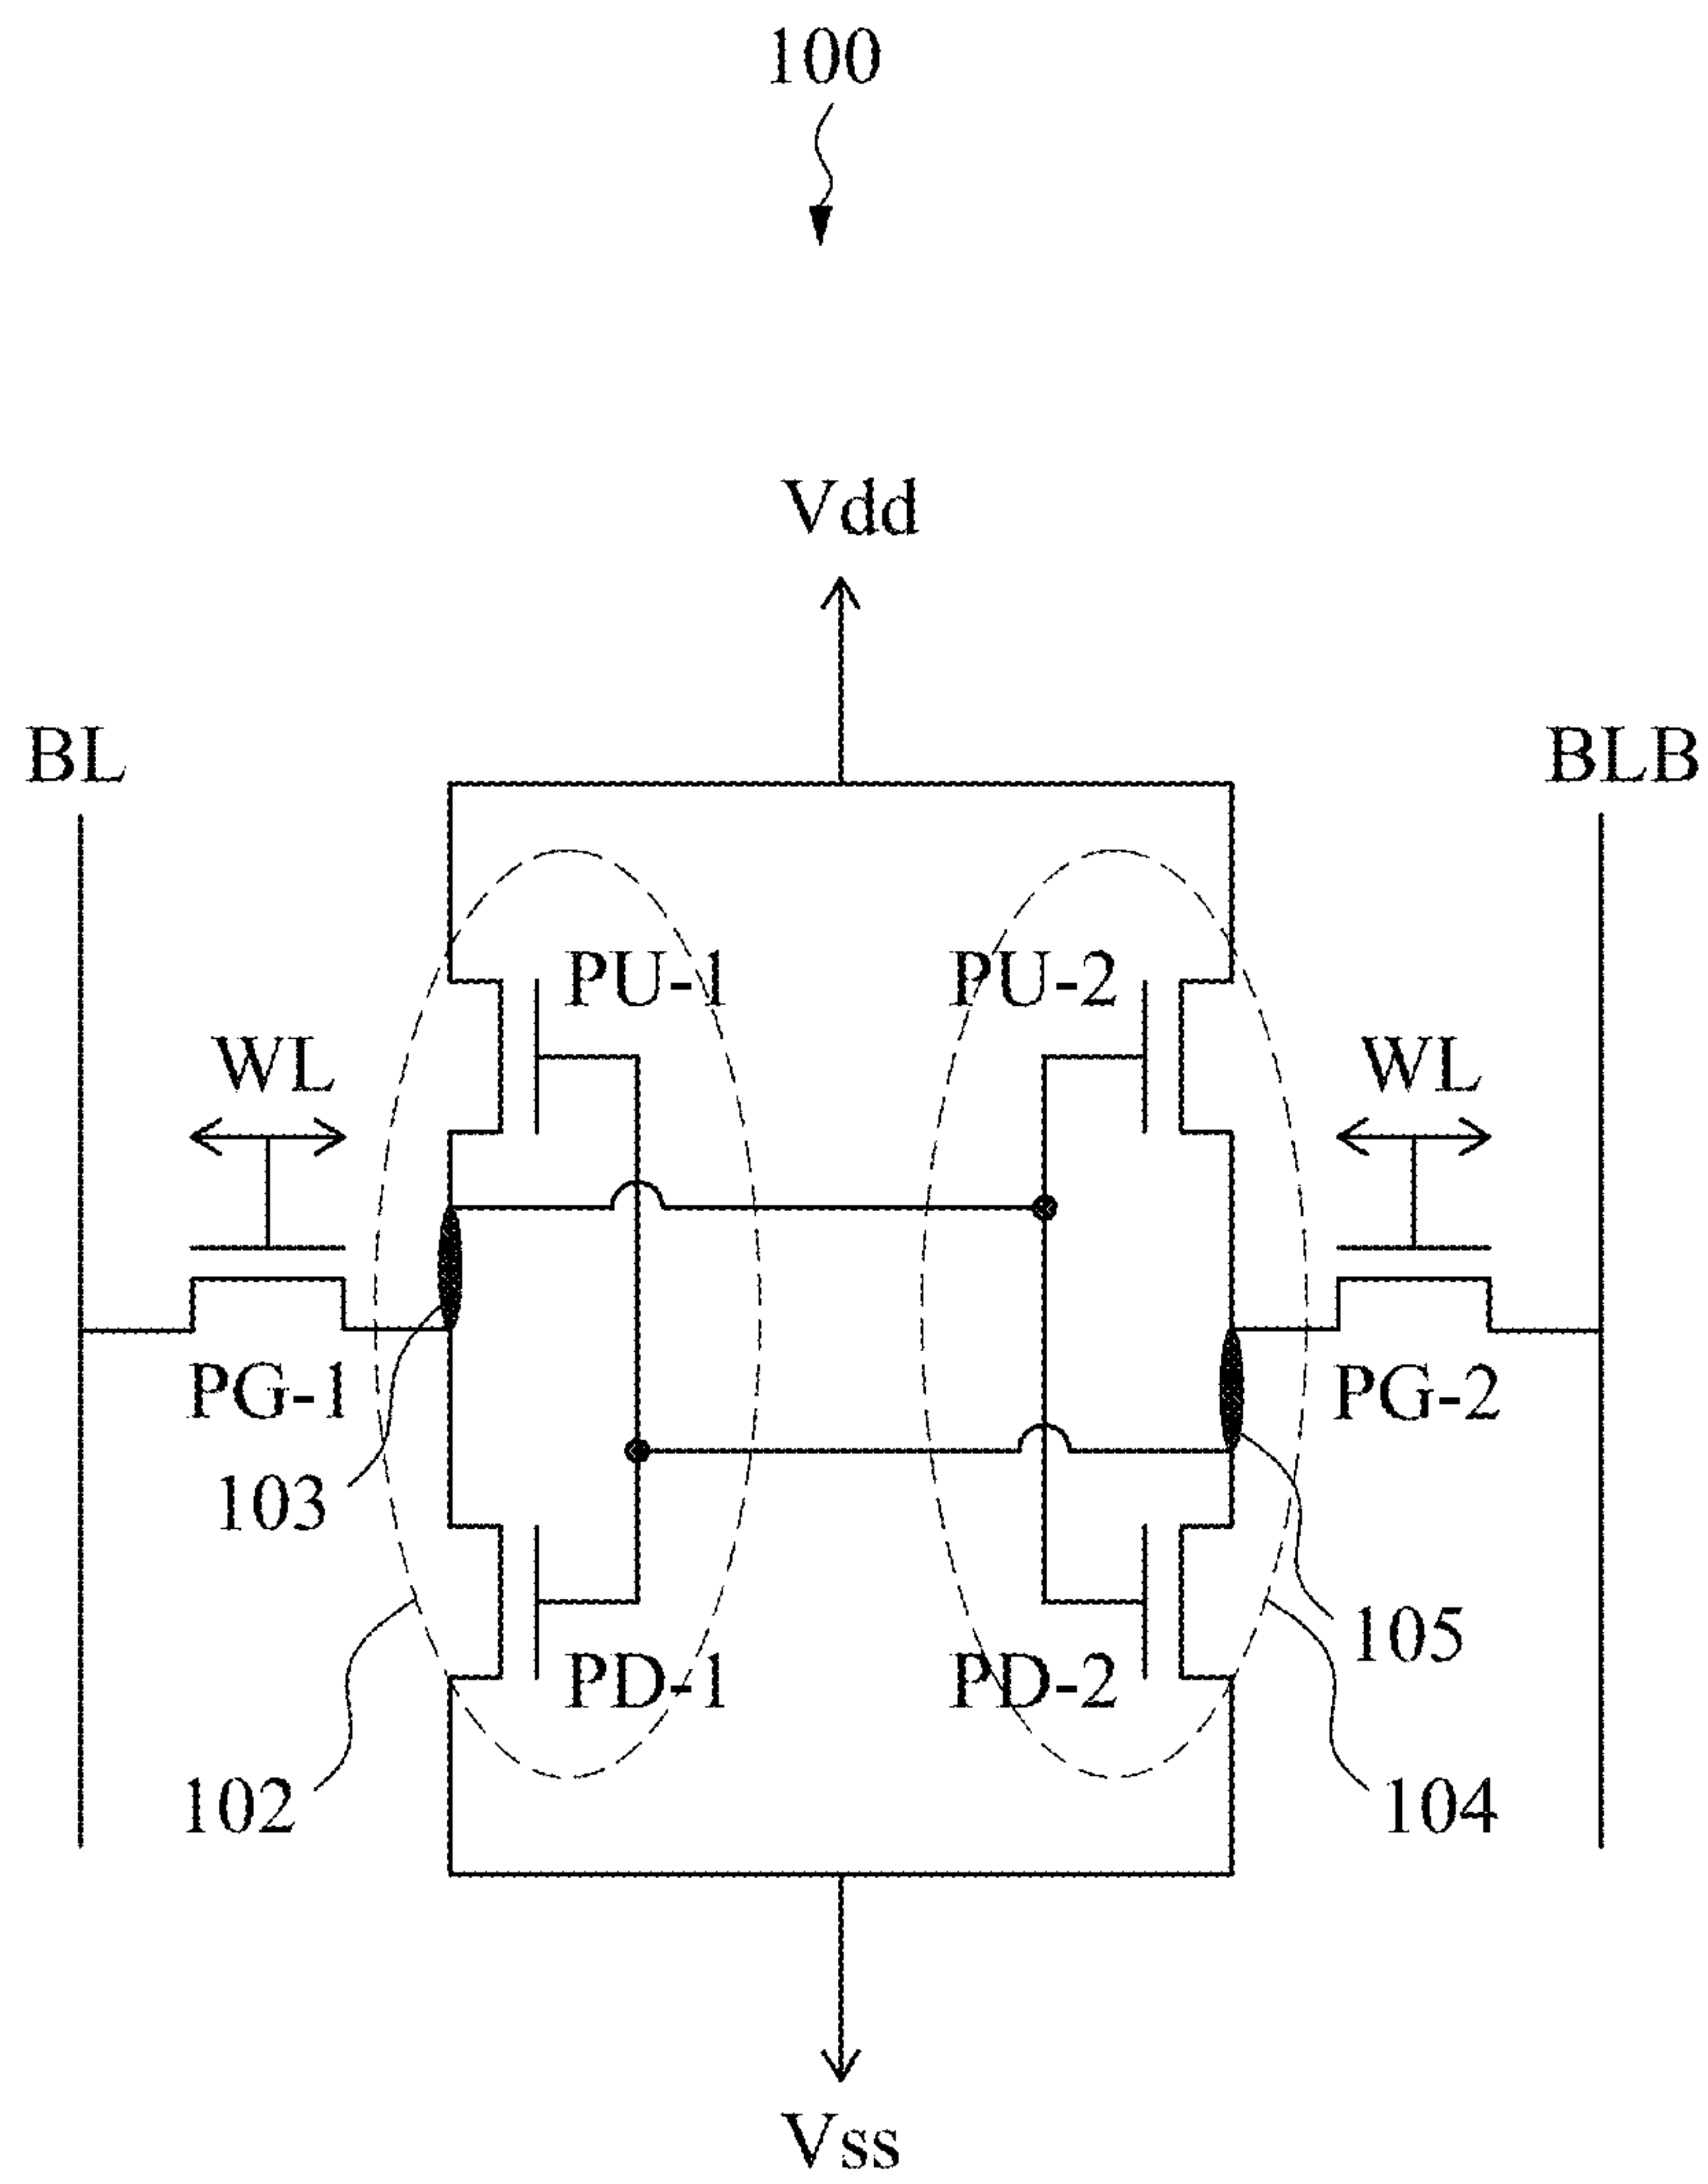 100
Vdd
BL
BLB
PU-1
PU-2
WL
WL
PG-1
PG-2
103
105
PD-1
PD-2
102
104
Vss